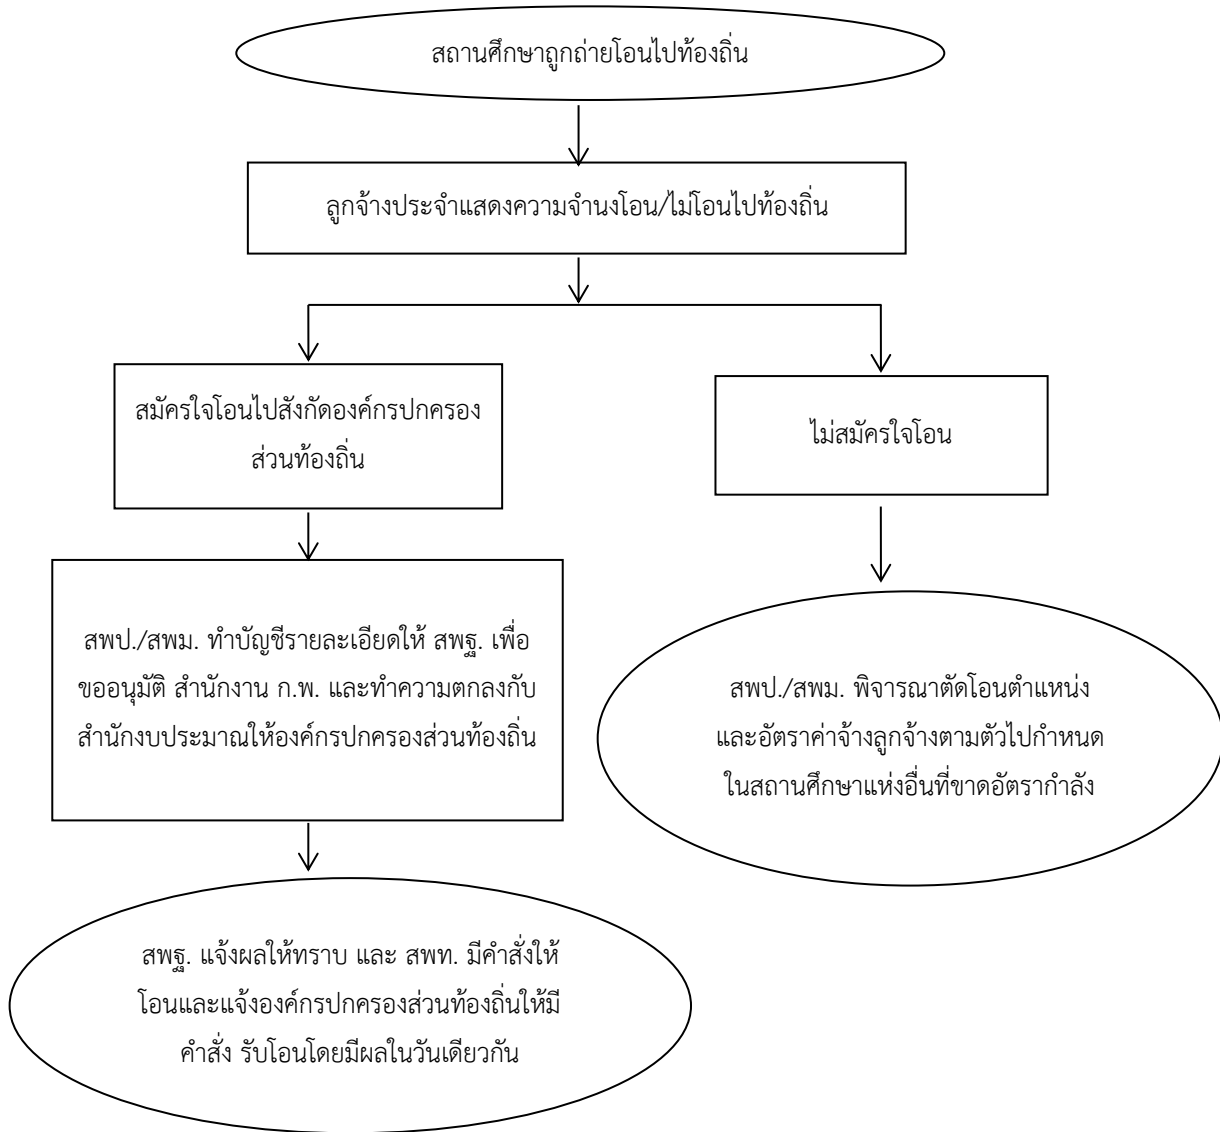 สถานศึกษาถูกถ่ายโอนไปท้องถิ่น
ลูกจ้างประจำแสดงความจำนงโอน/ไม่โอนไปท้องถิ่น
สมัครใจโอนไปสังกัดองค์กรปกครอง
ส่วนท้องถิ่น
ไม่สมัครใจโอน
สพป./สพม. ทำบัญชีรายละเอียดให้ สพฐ. เพื่อ
ขออนุมัติ สำนักงาน ก.พ. และทำความตกลงกับ
สำนักงบประมาณให้องค์กรปกครองส่วนท้องถิ่น
สพป./สพม. พิจารณาตัดโอนตำแหน่ง
และอัตราค่าจ้างลูกจ้างตามตัวไปกำหนด
ในสถานศึกษาแห่งอื่นที่ขาดอัตรากำลัง
สพฐ. แจ้งผลให้ทราบ และ สพท. มีคำสั่งให้
โอนและแจ้งองค์กรปกครองส่วนท้องถิ่นให้มี
คำสั่ง รับโอนโดยมีผลในวันเดียวกัน